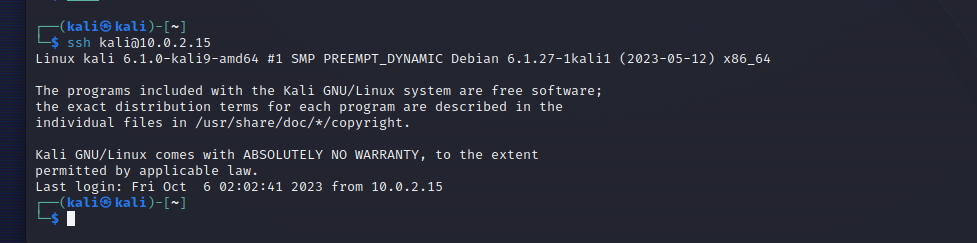 ┌──(kali㉿kali)-[~]
└─$ ssh kali@10.0.2.15
Linux kali 6.1.0-kali9-amd64 #1 SMP PREEMPT_DYNAMIC Debian 6.1.27-1kali1 (2023-05-12) x86_64

The programs included with the Kali GNU/Linux system are free software;
the exact distribution terms for each program are described in the
individual files in /usr/share/doc/*/copyright.

Kali GNU/Linux comes with ABSOLUTELY NO WARRANTY, to the extent
permitted by applicable law.
Last login: Fri Oct  6 02:02:41 2023 from 10.0.2.15
┌──(kali㉿kali)-[~]
└─$